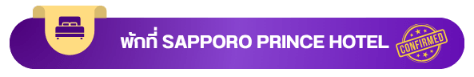 พักที่ SAPPORO PRINCE HOTEL
CONFIRMED